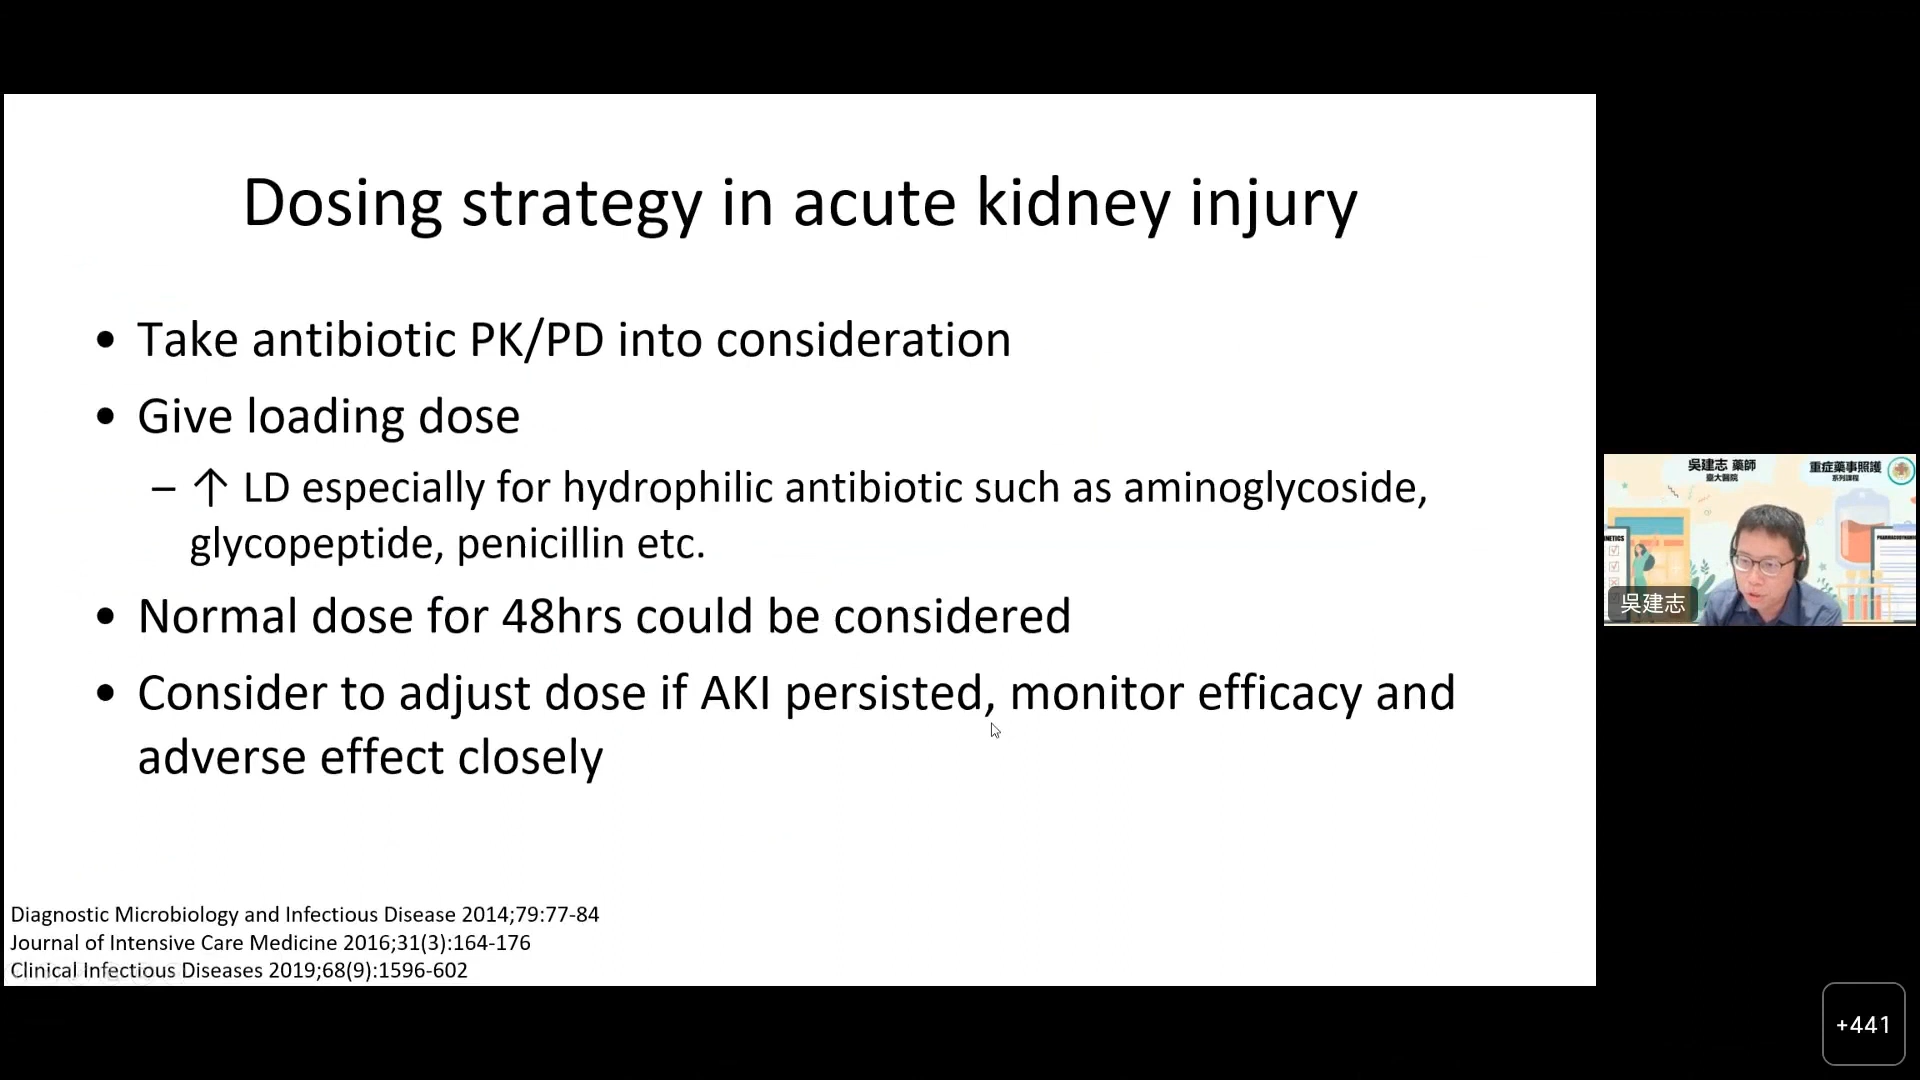 Dosing strategy in acute kidney injury
• Take antibiotic PK/PD into consideration
• Give loading dose
– ↑ LD especially for hydrophilic antibiotic such as aminoglycoside,
glycopeptide, penicillin etc.
• Normal dose for 48hrs could be considered
• Consider to adjust dose if AKI persisted, monitor efficacy and
adverse effect closely
Diagnostic Microbiology and Infectious Disease 2014;79:77-84
Journal of Intensive Care Medicine 2016;31(3):164-176
Clinical Infectious Diseases 2019;68(9):1596-602
吳建志 藥師
臺大醫院
重症藥事照護
系列課程
吳建志
+441